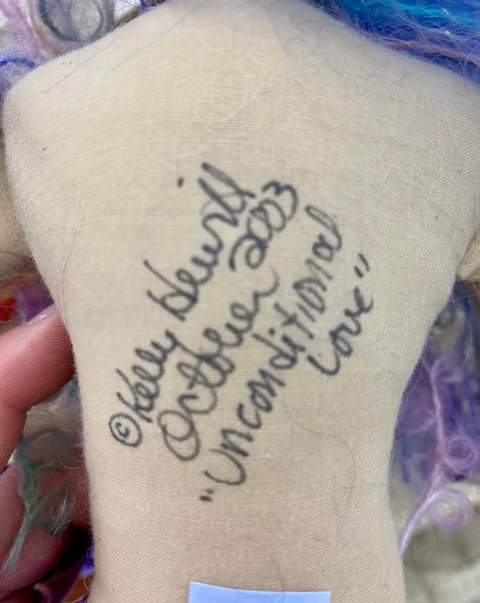 ©Kelly Hewitt
October 2003
"Unconditional
Love"